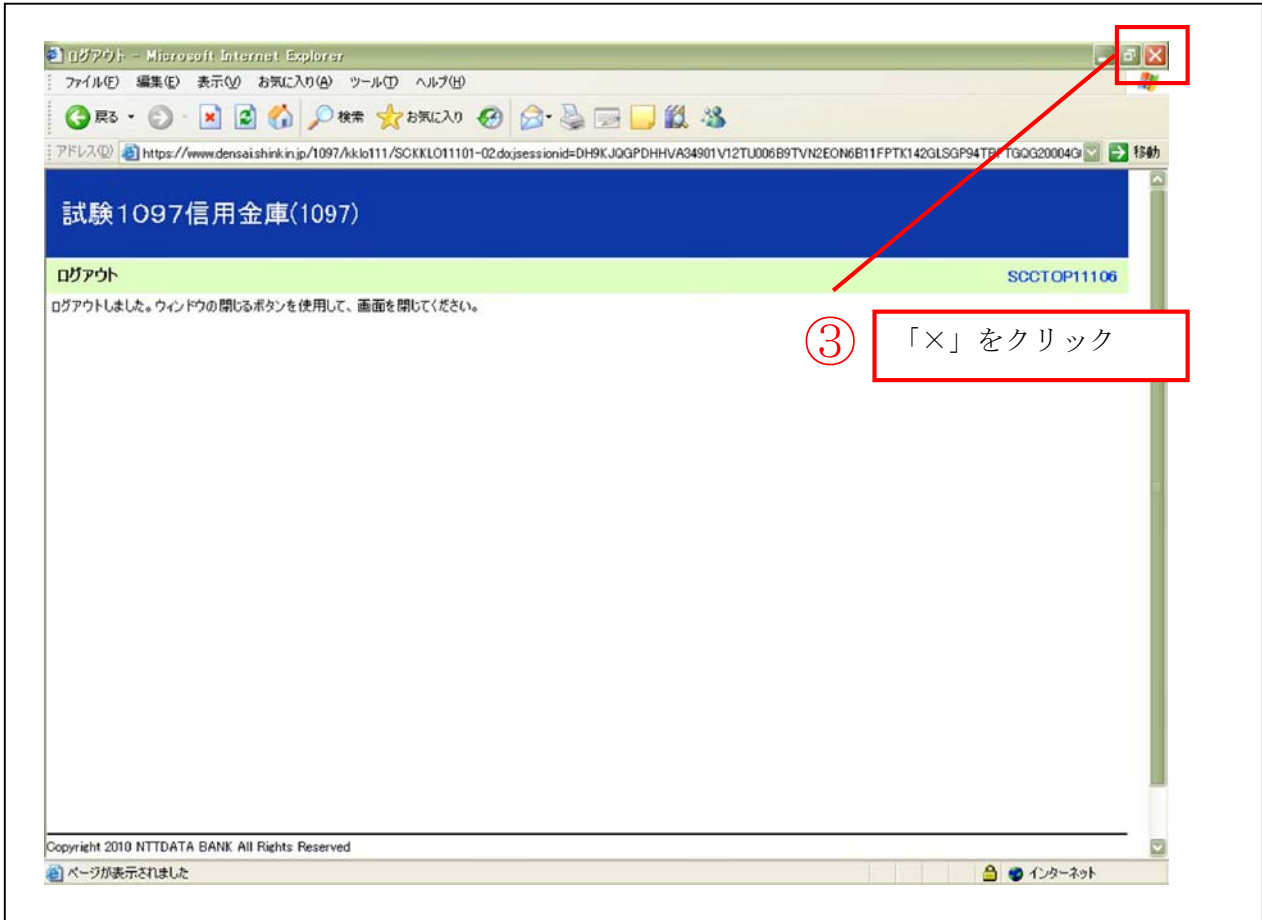 ログアウト - Microsoft Internet Explorer
ファイル(F) 編集(E) 表示(V) お気に入り(A) ツール(T) ヘルプ(H)
戻る 検索 お気に入り
アドレス(D) https://www.densai.shinkin.jp/1097/kklo111/SCKKLO11101-02.do;jsessionid= 移動
試験1097信用金庫(1097)
ログアウト SCCTOP11106
ログアウトしました。ウィンドウの閉じるボタンを使用して、画面を閉じてください。
③ 「×」をクリック
Copyright 2010 NTTDATA BANK All Rights Reserved
ページが表示されました インターネット